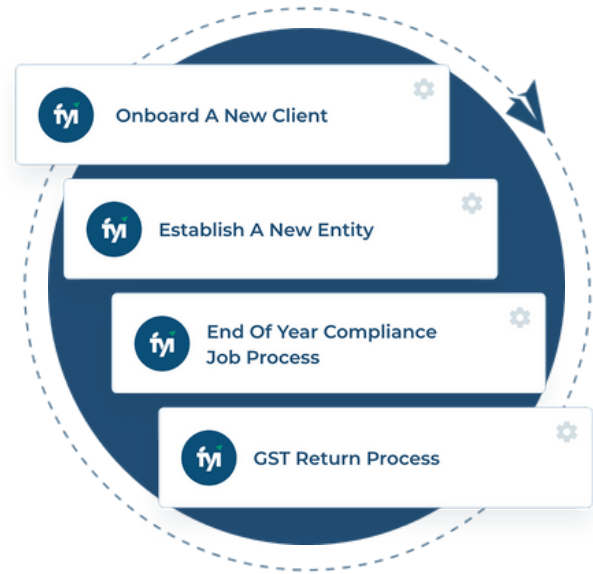 fyi
Onboard A New Client
fyi
Establish A New Entity
fyi
End Of Year Compliance
Job Process
fyi
GST Return Process